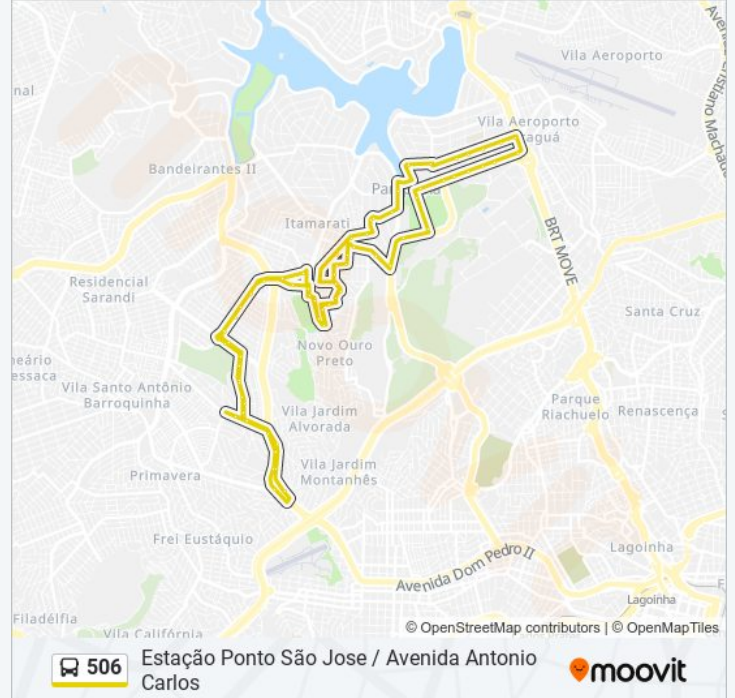 Vila Aeroporto
nal
Vila Aeroporto
Jaraguá
Bandeirantes II
Itamarati
BRT MOVE
Residencial
Sarandi
Santa Cruz
Novo Ouro
Preto
Vila Santo Antônio
Barroquinha
Parque
Riachuelo
Renascença
Vila Jardim
Alvorada
Vila Jardim
Montanhês
Primavera
Frei Eustáquio
Avenida Dom Pedro II
Lagoinha
Lagoinha
Filadélfia
Vila Califórnia
© OpenStreetMap contributors | © OpenMapTiles
506
Estação Ponto São Jose / Avenida Antonio
Carlos
moovit